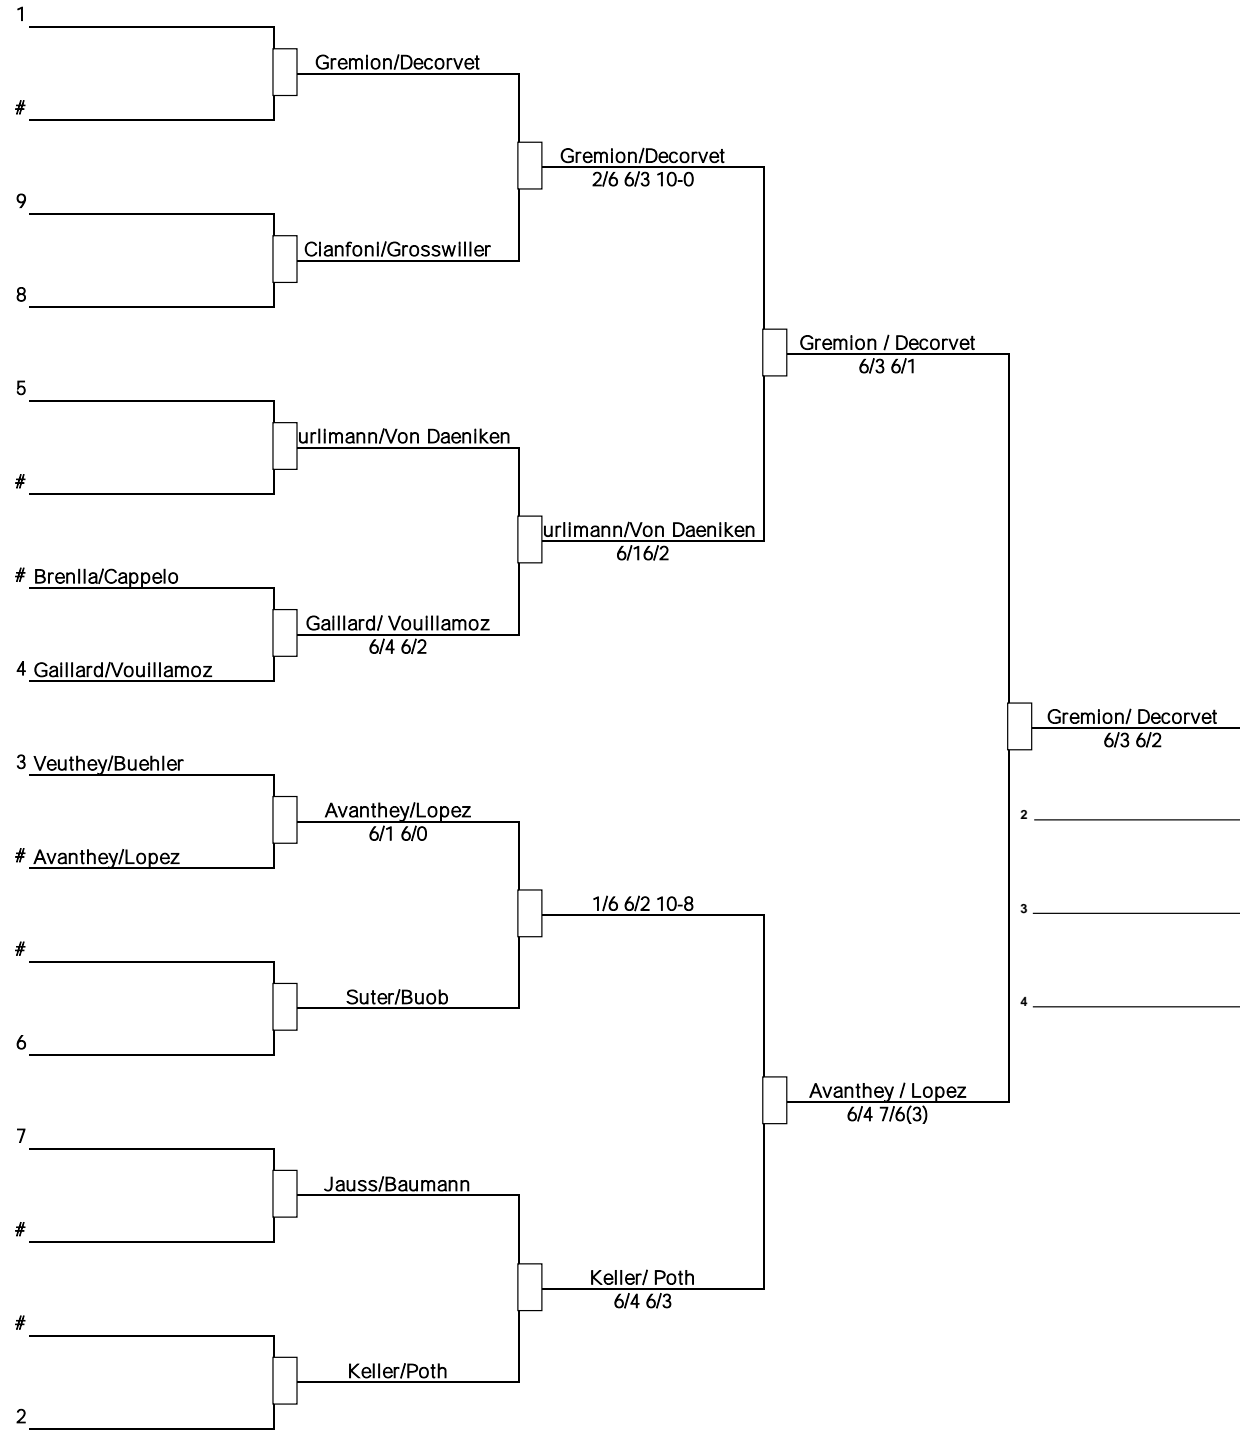 1
Gremion/Decorvet
#
Gremion/Decorvet
2/6 6/3 10-0
9
Cianfoni/Grosswiller
8
Gremion / Decorvet
6/3 6/1
5
urlimann/Von Daeniken
#
urlimann/Von Daeniken
6/16/2
# Brenlla/Cappelo
Gaillard/ Vouillamoz
6/4 6/2
4 Gaillard/Vouillamoz
Gremion/ Decorvet
6/3 6/2
3 Veuthey/Buehler
Avanthey/Lopez
6/1 6/0
2
# Avanthey/Lopez
1/6 6/2 10-8
3
#
Suter/Buob
4
6
Avanthey / Lopez
6/4 7/6(3)
7
Jauss/Baumann
#
Keller/ Poth
6/4 6/3
#
Keller/Poth
2